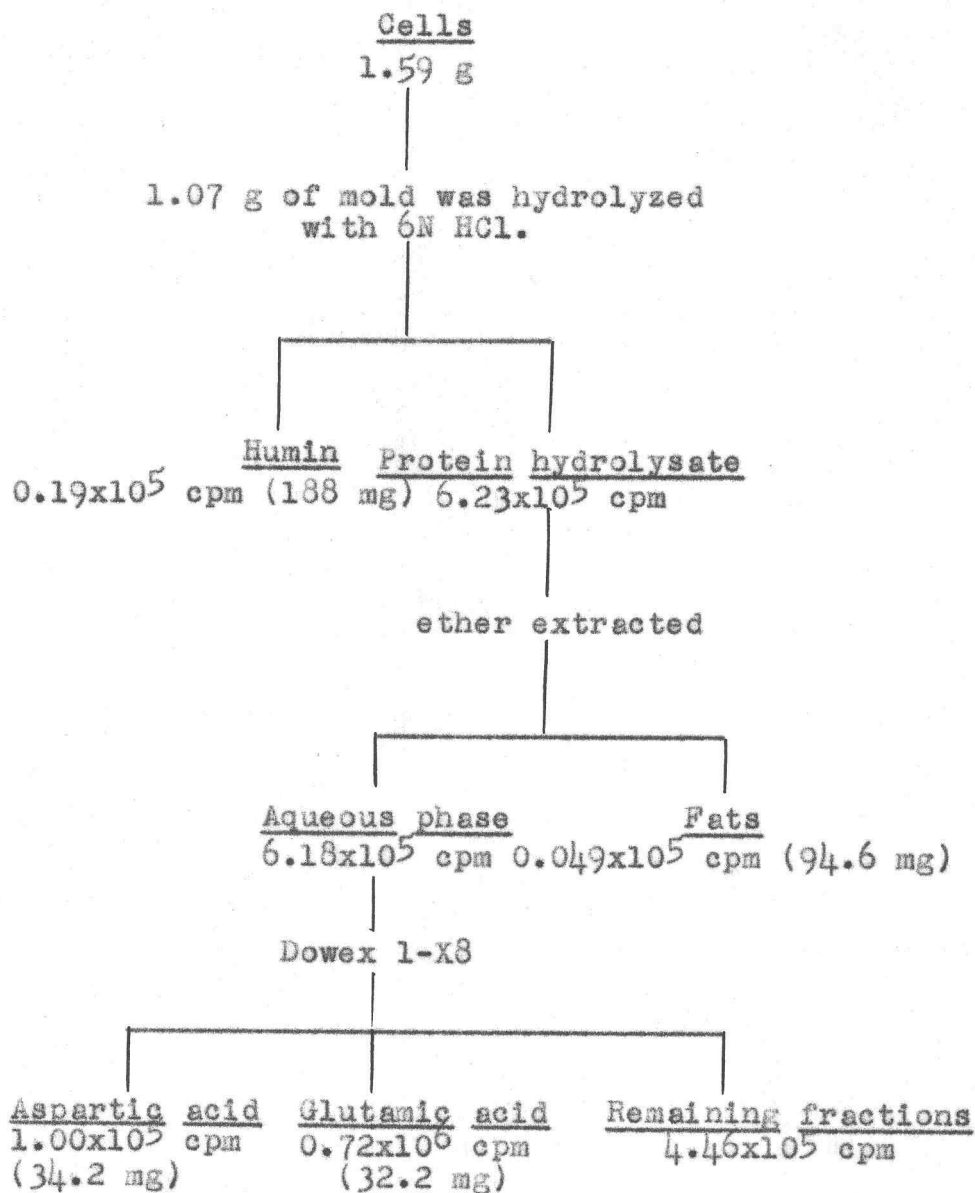 Cells
1.59 g
1.07 g of mold was hydrolyzed
with 6N HCl.
Humin Protein hydrolysate
0.19x10⁵ cpm (188 mg) 6.23x10⁵ cpm
ether extracted
Aqueous phase Fats
6.18x10⁵ cpm 0.049x10⁵ cpm (94.6 mg)
Dowex 1-X8
Aspartic acid Glutamic acid Remaining fractions
1.00x10⁵ cpm 0.72x10⁶ cpm 4.46x10⁵ cpm
(34.2 mg) (32.2 mg)